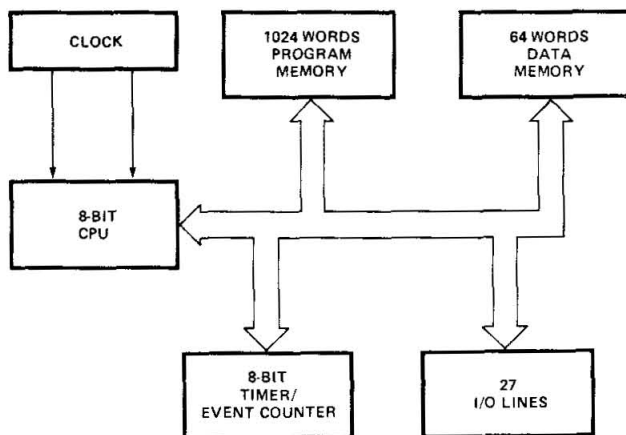 CLOCK
1024 WORDS
PROGRAM
MEMORY
64 WORDS
DATA
MEMORY
8-BIT
CPU
8-BIT
TIMER/
EVENT COUNTER
27
I/O LINES